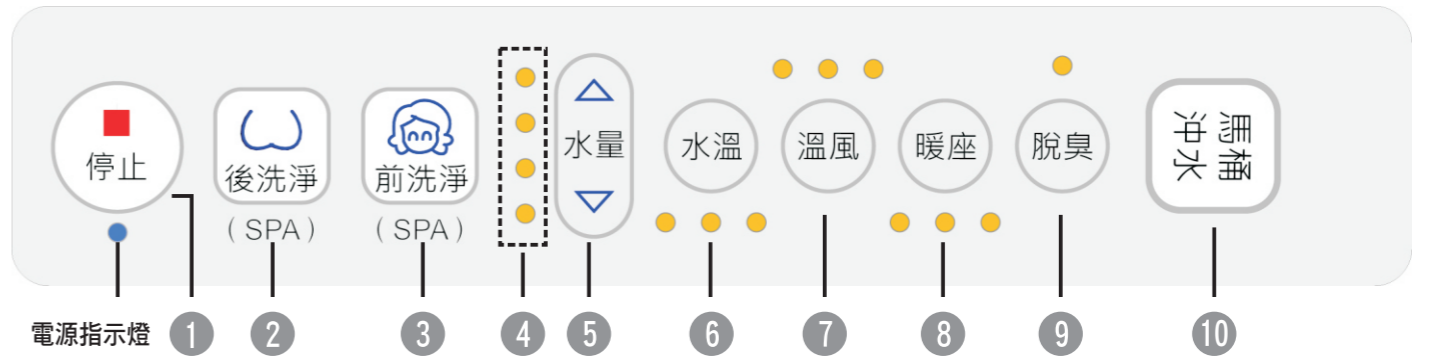 停止
後洗淨
(SPA)
前洗淨
(SPA)
水量
水溫
溫風
暖座
脫臭
馬桶
沖水
電源指示燈
1
2
3
4
5
6
7
8
9
10